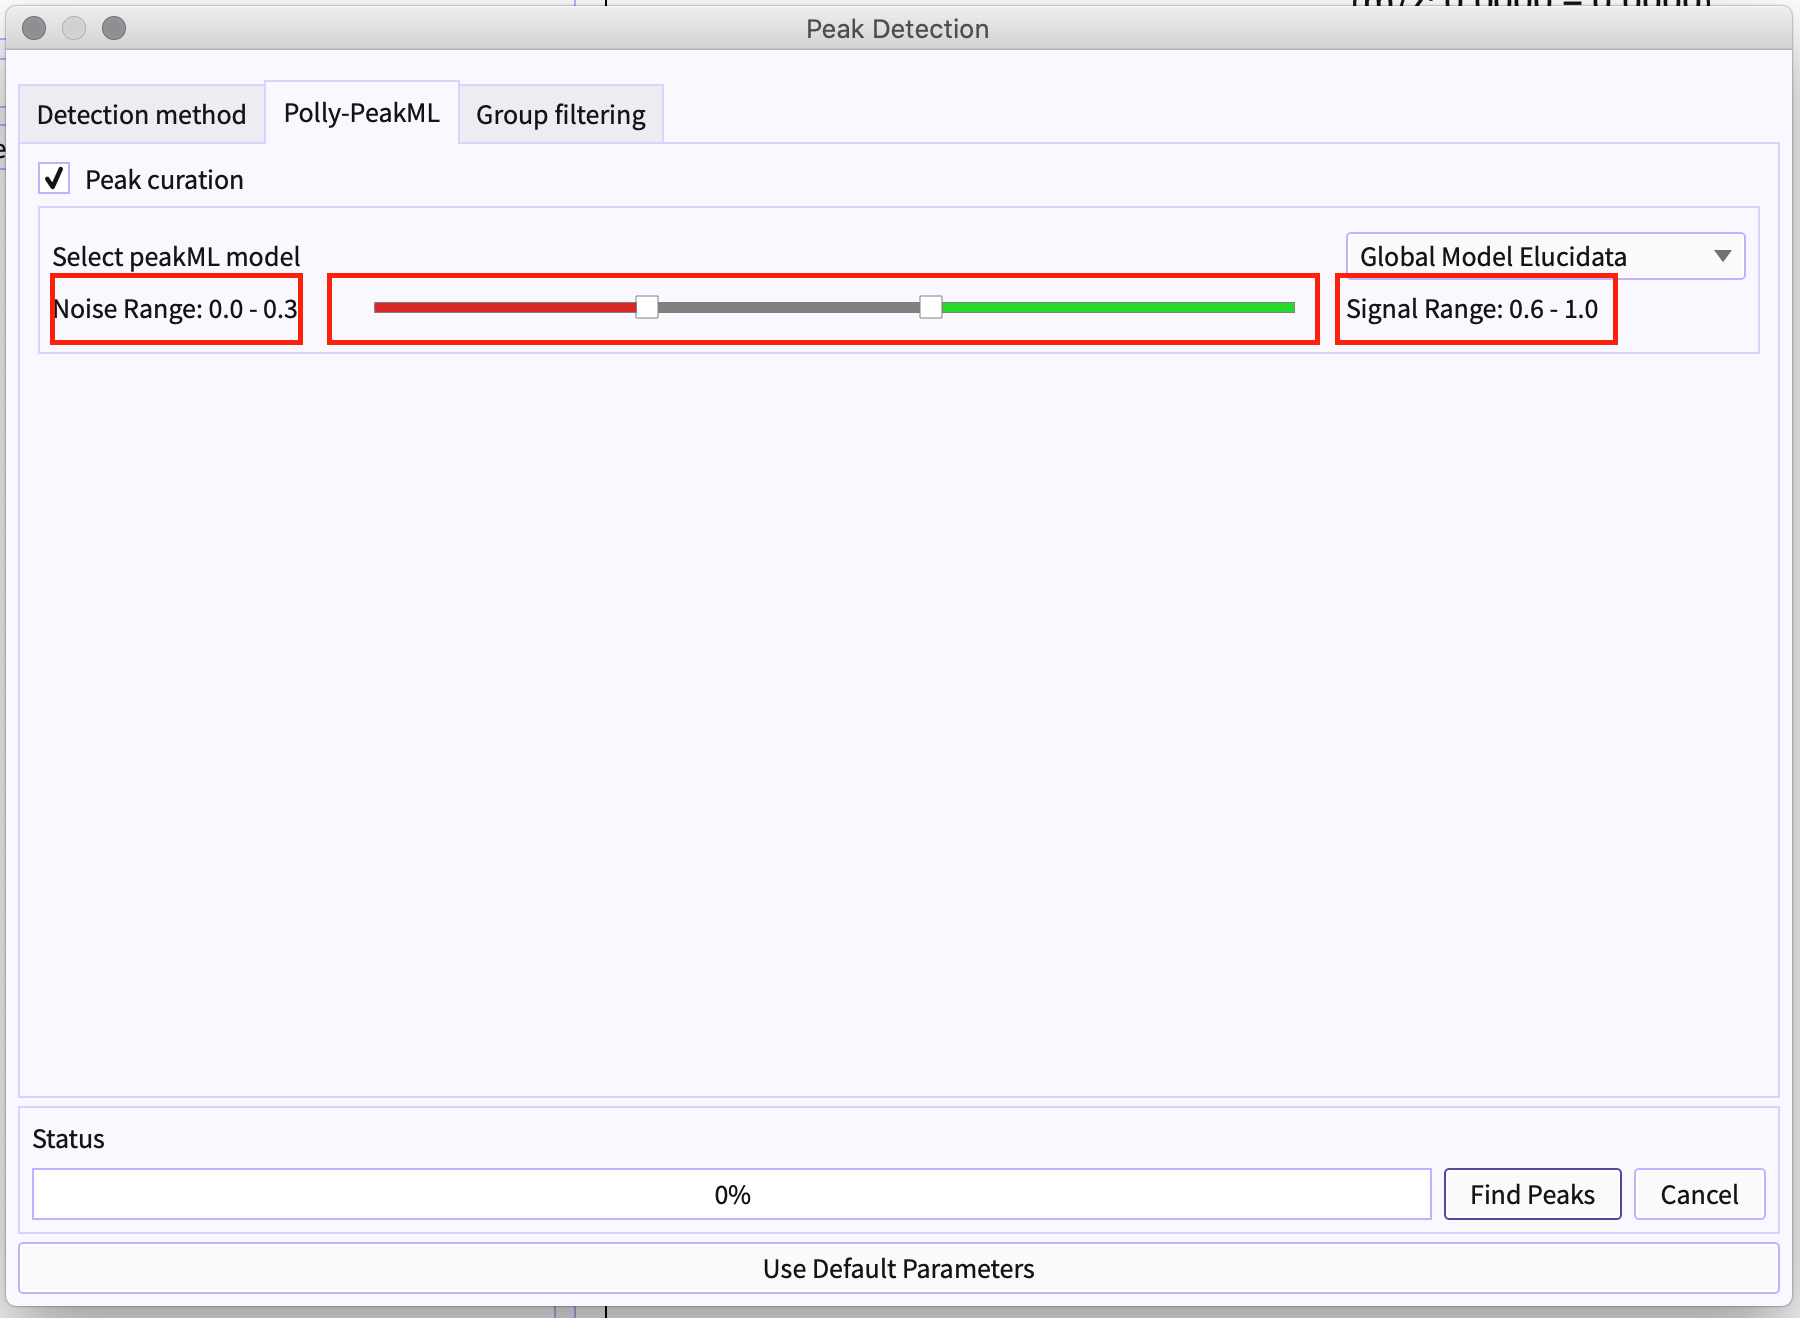 Peak Detection
Detection method
Polly-PeakML
Group filtering
Peak curation
Select peakML model
Global Model Elucidata
Noise Range: 0.0 - 0.3
Signal Range: 0.6 - 1.0
Status
0%
Find Peaks
Cancel
Use Default Parameters